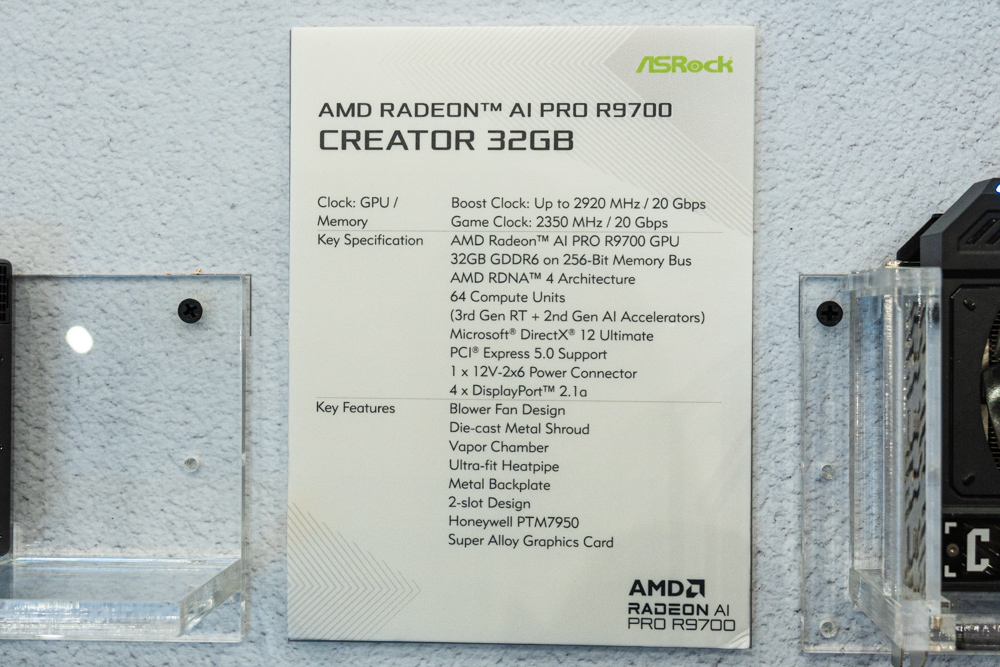 ASRock
AMD RADEON™ AI PRO R9700
CREATOR 32GB
Clock: GPU / Boost Clock: Up to 2920 MHz / 20 Gbps
Memory Game Clock: 2350 MHz / 20 Gbps
Key Specification AMD Radeon™ AI PRO R9700 GPU
32GB GDDR6 on 256-Bit Memory Bus
AMD RDNA™ 4 Architecture
64 Compute Units
(3rd Gen RT + 2nd Gen AI Accelerators)
Microsoft® DirectX® 12 Ultimate
PCI® Express 5.0 Support
1 x 12V-2x6 Power Connector
4 x DisplayPort™ 2.1a
Key Features Blower Fan Design
Die-cast Metal Shroud
Vapor Chamber
Ultra-fit Heatpipe
Metal Backplate
2-slot Design
Honeywell PTM7950
Super Alloy Graphics Card
AMD
RADEON AI
PRO R9700
C